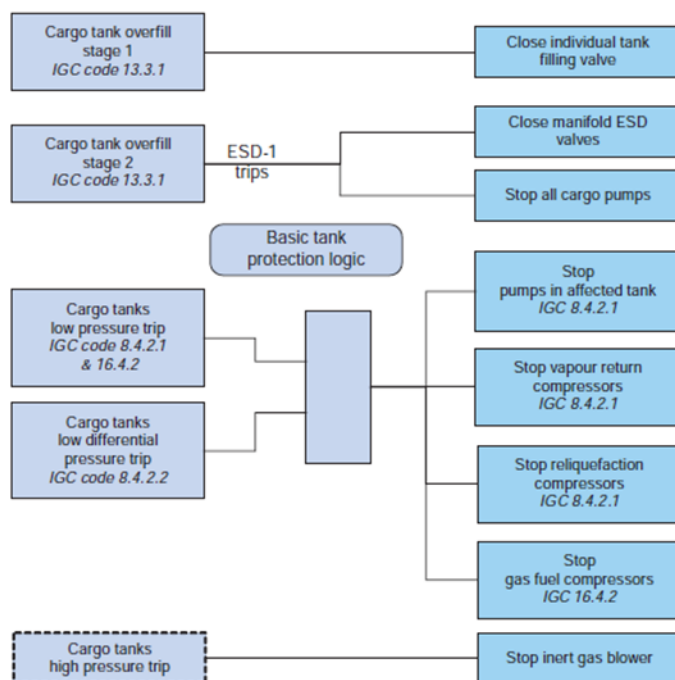 Cargo tank overfill
stage 1
IGC code 13.3.1
Close individual tank
filling valve
Cargo tank overfill
stage 2
IGC code 13.3.1
ESD-1
trips
Close manifold ESD
valves
Stop all cargo pumps
Basic tank
protection logic
Cargo tanks
low pressure trip
IGC code 8.4.2.1
& 16.4.2
Cargo tanks
low differential
pressure trip
IGC code 8.4.2.2
Stop
pumps in affected tank
IGC 8.4.2.1
Stop vapour return
compressors
IGC 8.4.2.1
Stop reliquefaction
compressors
IGC 8.4.2.1
Stop
gas fuel compressors
IGC 16.4.2
Cargo tanks
high pressure trip
Stop inert gas blower